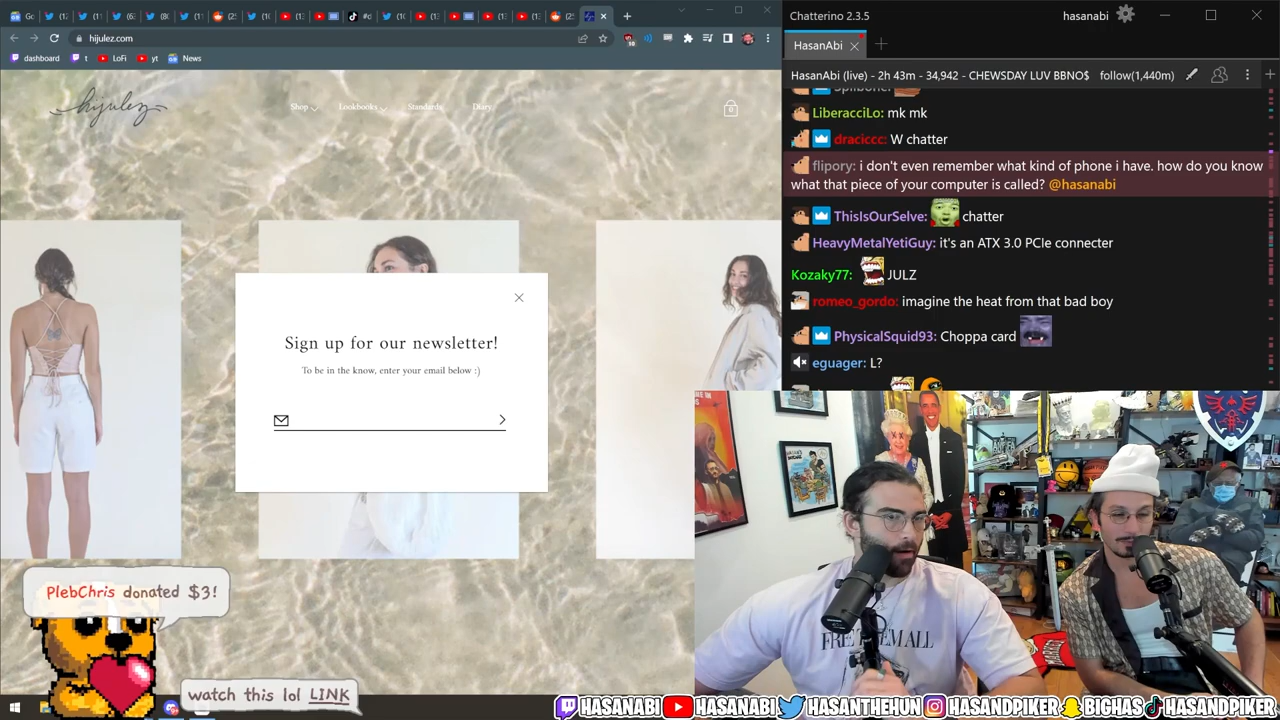 hijulez.com
dashboard
t
LoFi
yt
News
hijulez
Shop
Lookbooks
Standards
Diary
0
Sign up for our newsletter!
To be in the know, enter your email below :)
PlebChris donated $3!
watch this lol LINK
Chatterino 2.3.5
hasanabi
HasanAbi
HasanAbi (live) - 2h 43m - 34,942 - CHEWSDAY LUV BBNO$
follow(1,440m)
LiberacciLo: mk mk
draciccc: W chatter
flipory: i don't even remember what kind of phone i have. how do you know
what that piece of your computer is called? @hasanabi
ThisIsOurSelve: chatter
HeavyMetalYetiGuy: it's an ATX 3.0 PCIe connecter
Kozaky77: JULZ
romeo_gordo: imagine the heat from that bad boy
PhysicalSquid93: Choppa card
eguager: L?
HASANABI HASANABI HASANTHEHUN HASANDPIKER BIGHAS HASANDPIKER